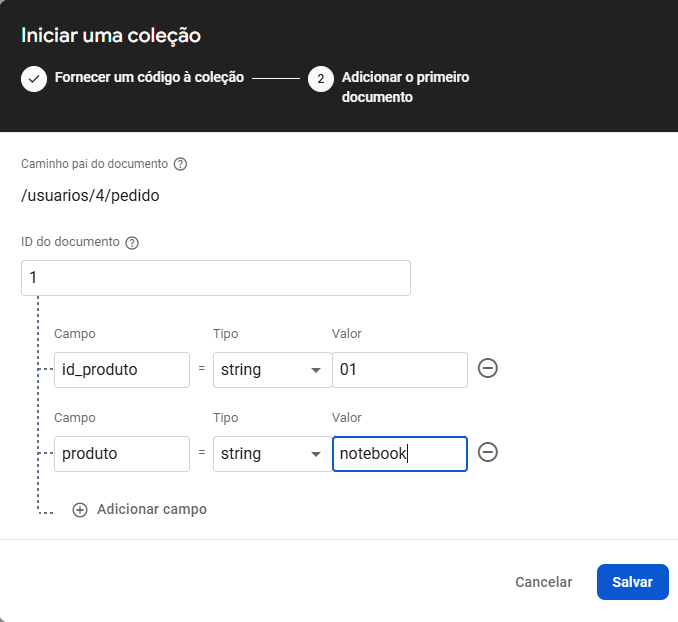 Iniciar uma coleção
Fornecer um código à coleção
2
Adicionar o primeiro
documento
Caminho pai do documento ?
/usuarios/4/pedido
ID do documento ?
1
Campo Tipo Valor
id_produto = string 01
Campo Tipo Valor
produto = string notebook
Adicionar campo
Cancelar Salvar